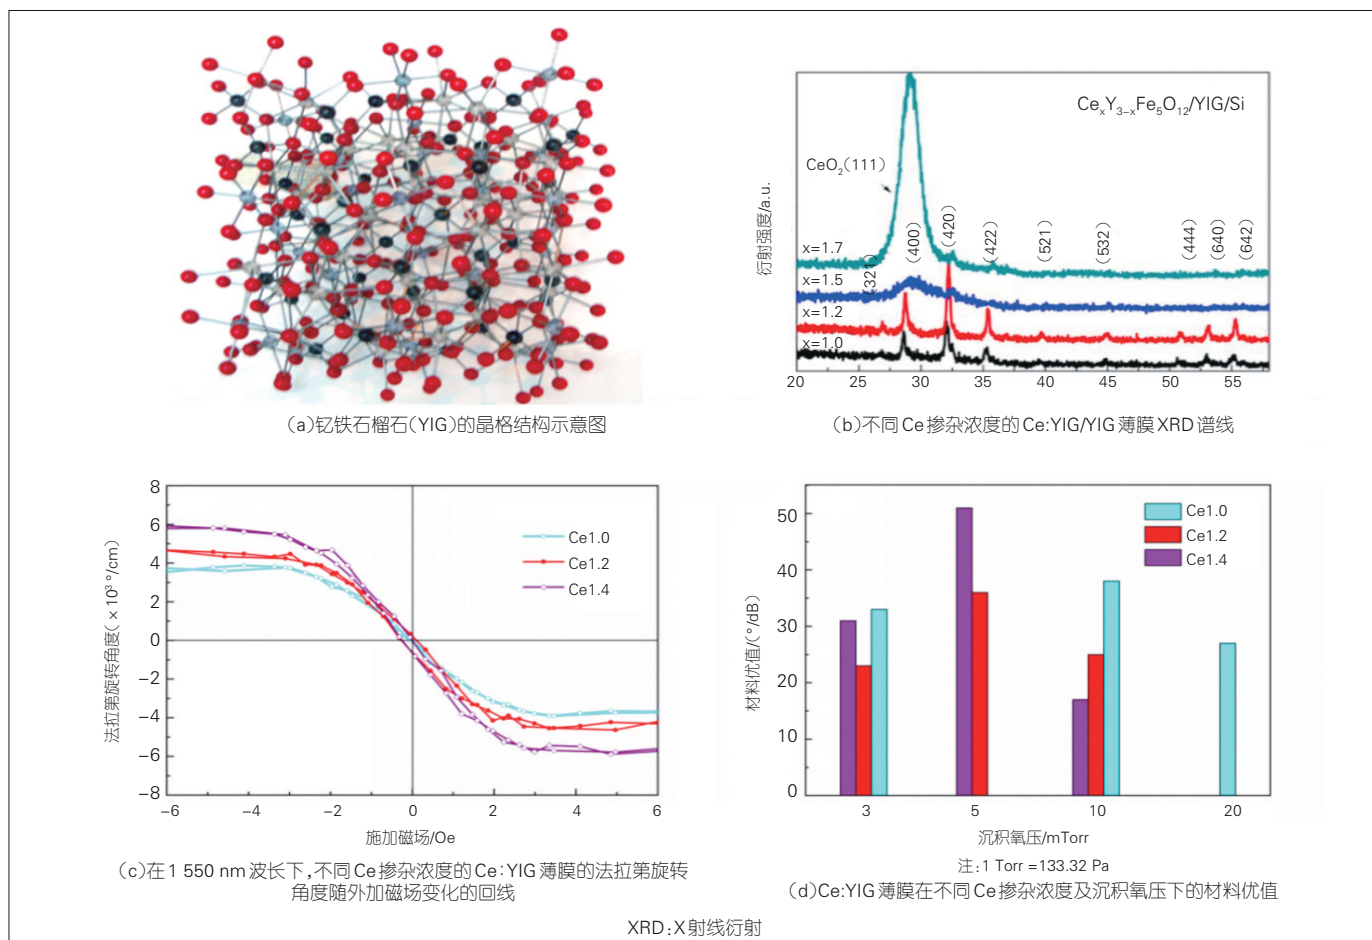 (a)钇铁石榴石(YIG)的晶格结构示意图
CeₓY₃₋ₓFe₅O₁₂/YIG/Si
CeO₂(111)
衍射强度/a.u.
x=1.7
x=1.5
x=1.2
x=1.0
(321)
(400)
(420)
(422)
(521)
(532)
(444)
(640)
(642)
20 25 30 35 40 45 50 55
(b)不同Ce掺杂浓度的Ce:YIG/YIG薄膜XRD谱线
法拉第旋转角度(×10³ °/cm)
8
6
4
2
0
−2
−4
−6
−8
Ce1.0
Ce1.2
Ce1.4
−6 −4 −2 0 2 4 6
施加磁场/Oe
(c)在1 550 nm波长下,不同Ce掺杂浓度的Ce:YIG薄膜的法拉第旋转
角度随外加磁场变化的回线
材料优值/(°/dB)
50
40
30
20
10
0
Ce1.0
Ce1.2
Ce1.4
3 5 10 20
沉积氧压/mTorr
注:1 Torr =133.32 Pa
(d)Ce:YIG薄膜在不同Ce掺杂浓度及沉积氧压下的材料优值
XRD:X射线衍射